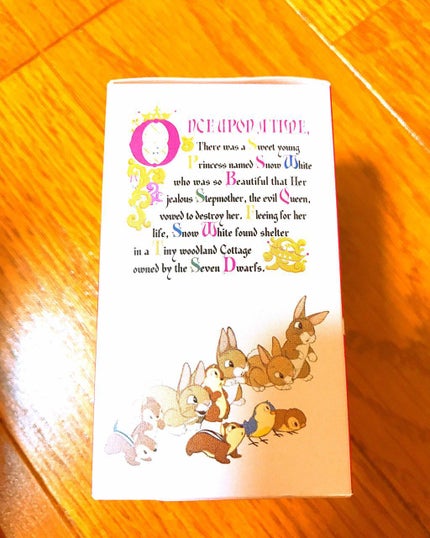 ONCE UPON A TIME,
There was a Sweet young
Princess named Snow White
who was so Beautiful that Her
jealous Stepmother, the evil Queen,
vowed to destroy her. Fleeing for her
life, Snow White found shelter
in a Tiny woodland Cottage
owned by the Seven Dwarfs.